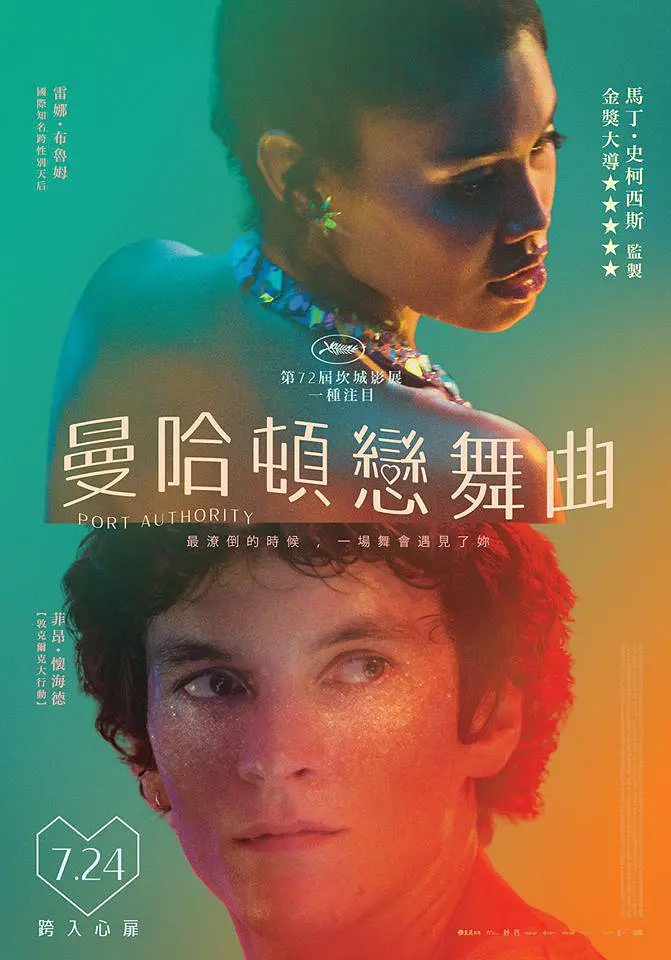 馬丁·史柯西斯 監製
金獎大導★★★★★
雷娜·布魯姆
國際知名跨性別天后
第72屆坎城影展
一種注目
曼哈頓戀舞曲
PORT AUTHORITY
最潦倒的時候，一場舞會遇見了妳
菲昂·懷海德
【敦克爾克大行動】
7.24
跨入心扉